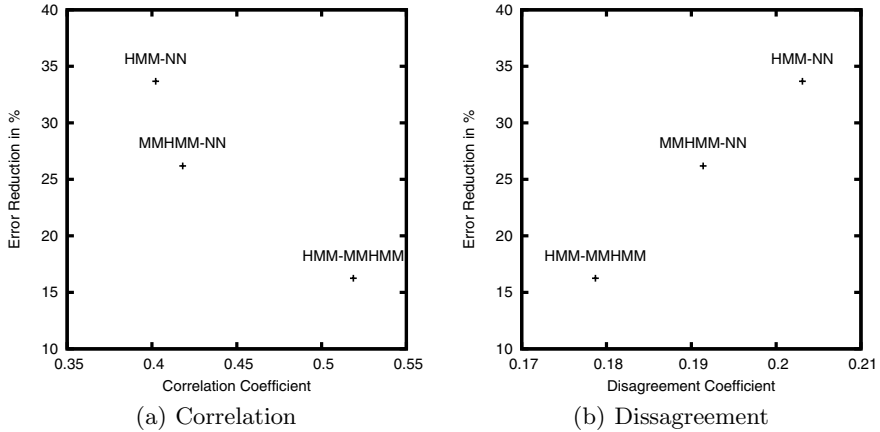 40
35
30
25
20
15
10
Error Reduction in %
HMM-NN
MMHMM-NN
HMM-MMHMM
0.35
0.4
0.45
0.5
0.55
Correlation Coefficient
(a) Correlation
40
35
30
25
20
15
10
Error Reduction in %
HMM-NN
MMHMM-NN
HMM-MMHMM
0.17
0.18
0.19
0.2
0.21
Disagreement Coefficient
(b) Dissagreement